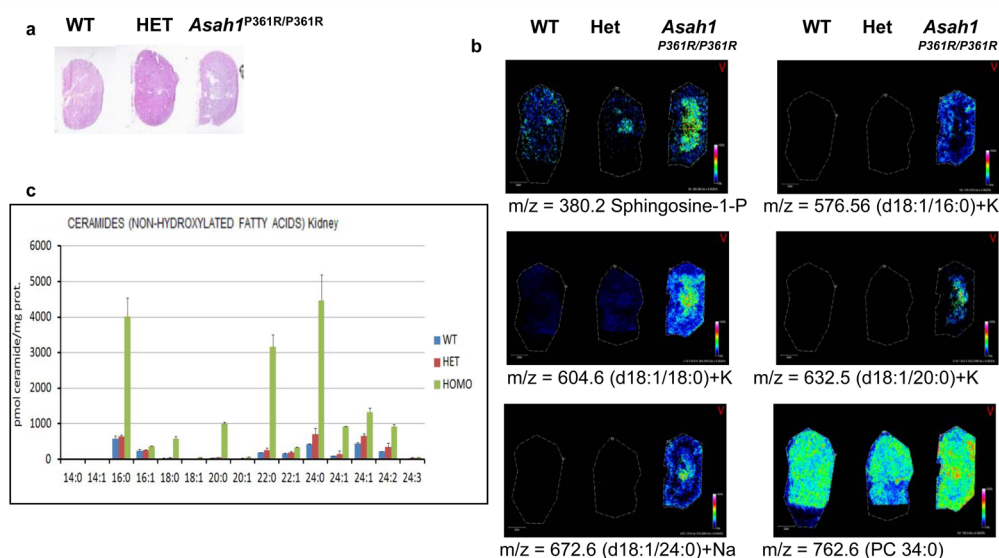 a
WT HET Asah1P361R/P361R
b
WT Het Asah1
P361R/P361R
WT Het Asah1
P361R/P361R
V
V
m/z = 380.2 Sphingosine-1-P
m/z = 576.56 (d18:1/16:0)+K
V
V
m/z = 604.6 (d18:1/18:0)+K
m/z = 632.5 (d18:1/20:0)+K
V
V
m/z = 672.6 (d18:1/24:0)+Na
m/z = 762.6 (PC 34:0)
c
CERAMIDES (NON-HYDROXYLATED FATTY ACIDS) Kidney
pmol ceramide/mg prot.
6000
5000
4000
3000
2000
1000
0
14:0 14:1 16:0 16:1 18:0 18:1 20:0 20:1 22:0 22:1 24:0 24:1 24:1 24:2 24:3
WT
HET
HOMO